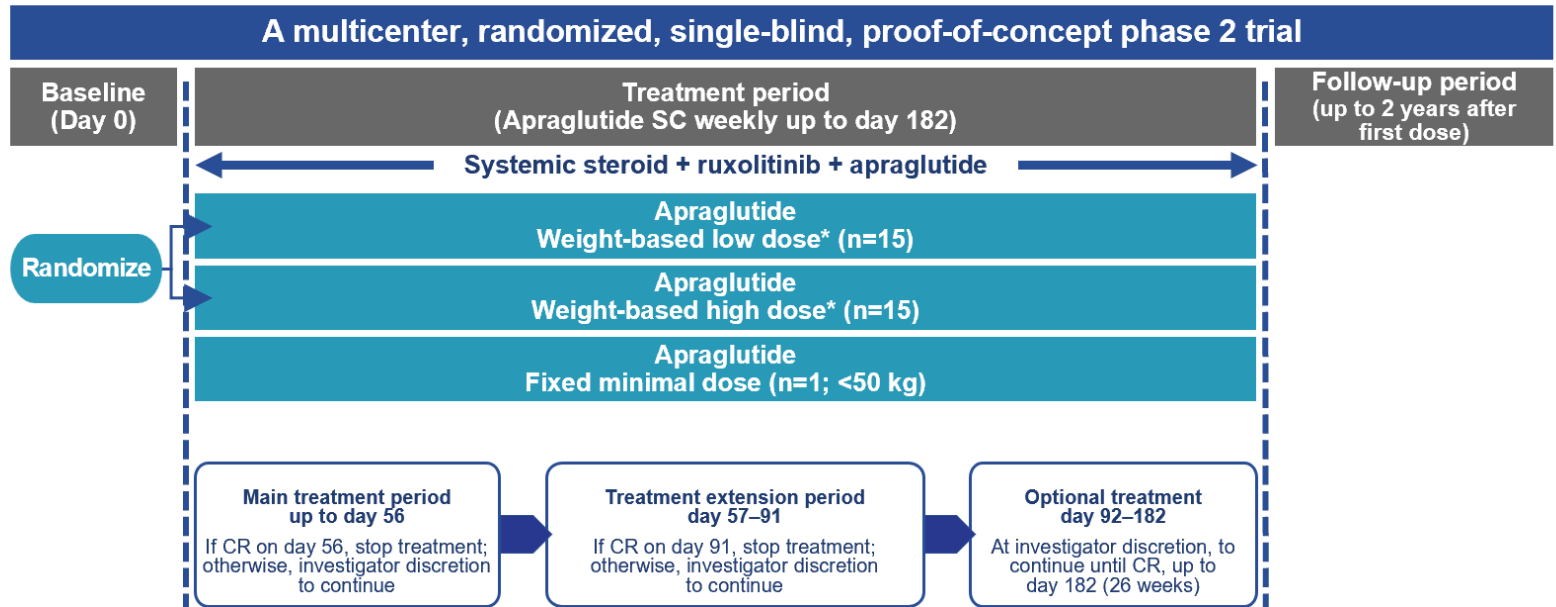 A multicenter, randomized, single-blind, proof-of-concept phase 2 trial
Baseline
(Day 0)
Treatment period
(Apraglutide SC weekly up to day 182)
Follow-up period
(up to 2 years after
first dose)
Systemic steroid + ruxolitinib + apraglutide
Randomize
Apraglutide
Weight-based low dose* (n=15)
Apraglutide
Weight-based high dose* (n=15)
Apraglutide
Fixed minimal dose (n=1; <50 kg)
Main treatment period
up to day 56
If CR on day 56, stop treatment;
otherwise, investigator discretion
to continue
Treatment extension period
day 57–91
If CR on day 91, stop treatment;
otherwise, investigator discretion
to continue
Optional treatment
day 92–182
At investigator discretion, to
continue until CR, up to
day 182 (26 weeks)